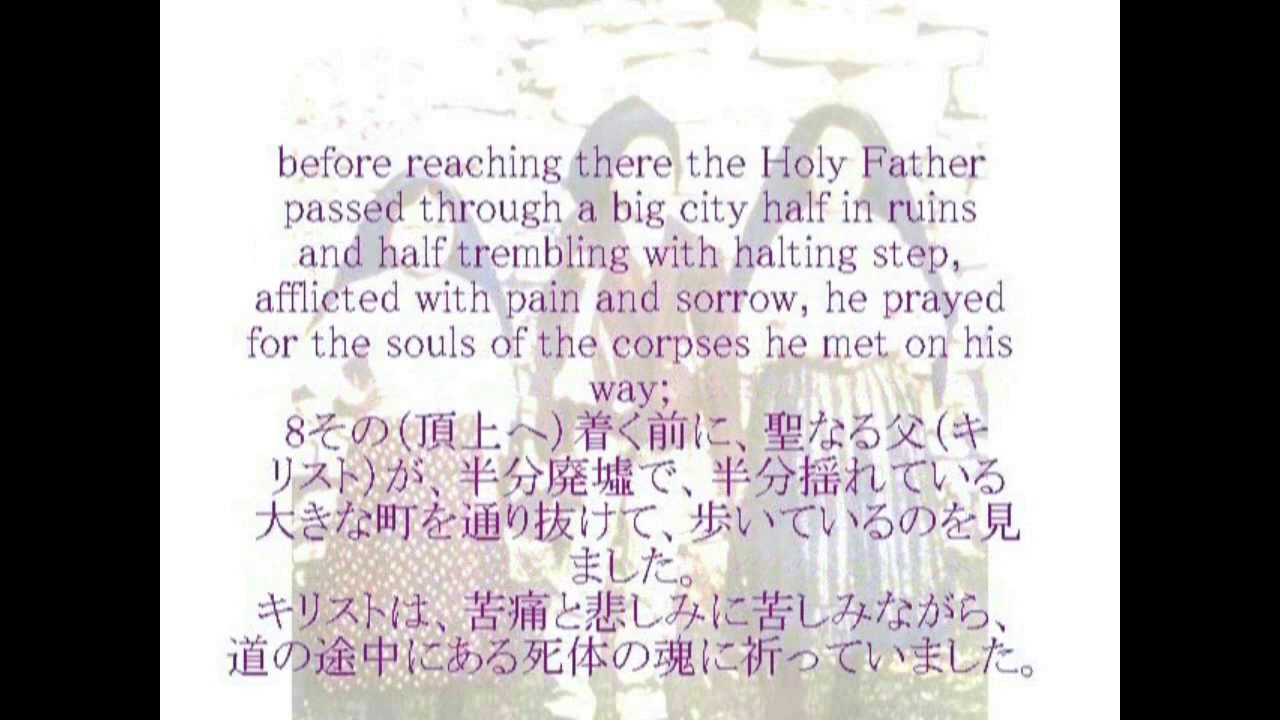 before reaching there the Holy Father
passed through a big city half in ruins
and half trembling with halting step,
afflicted with pain and sorrow, he prayed
for the souls of the corpses he met on his
way;
8その(頂上へ)着く前に、聖なる父(キ
リスト)が、半分廃墟で、半分揺れている
大きな町を通り抜けて、歩いているのを見
ました。
キリストは、苦痛と悲しみに苦しみながら、
道の途中にある死体の魂に祈っていました。